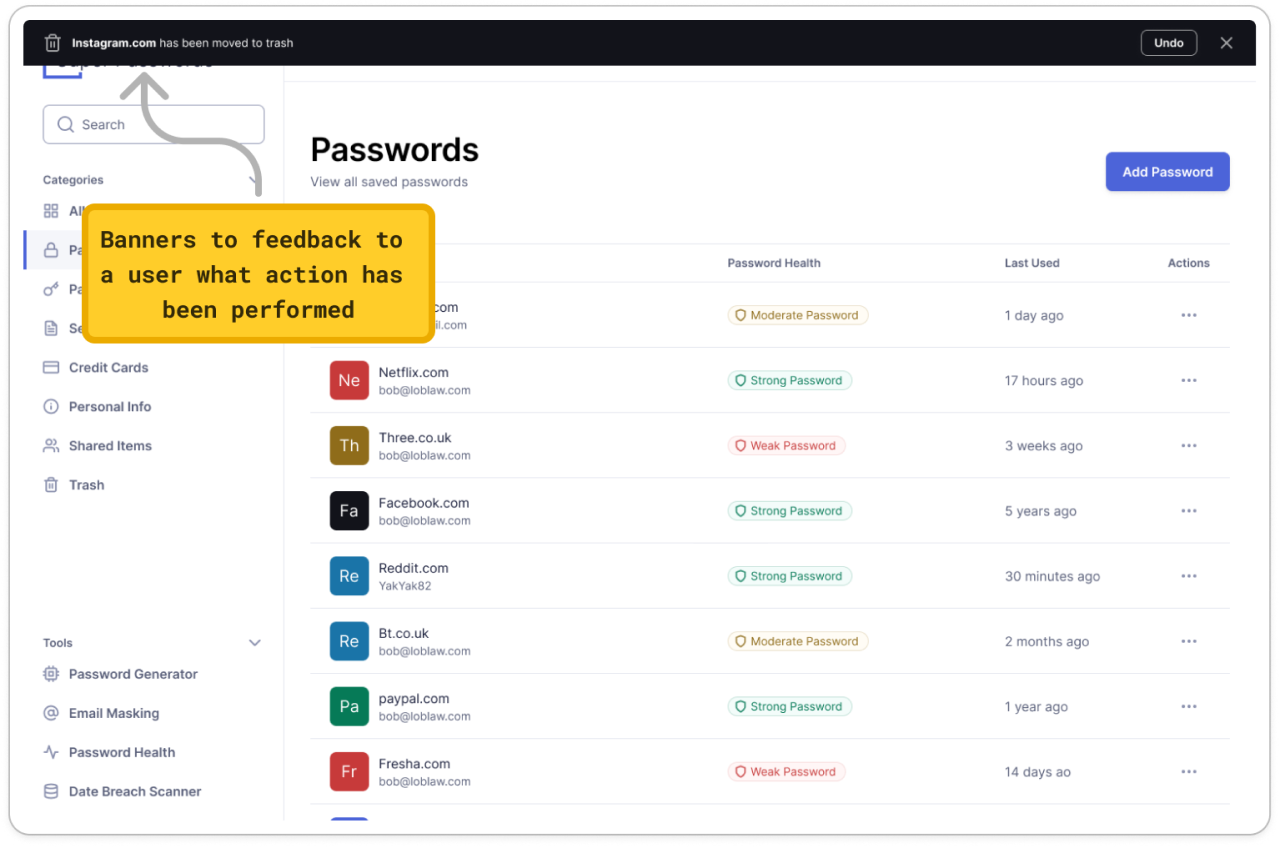 Instagram.com has been moved to trash
Undo
Search
Categories
All
Credit Cards
Personal Info
Shared Items
Trash
Tools
Password Generator
Email Masking
Password Health
Date Breach Scanner
Banners to feedback to
a user what action has
been performed
Passwords
View all saved passwords
Add Password
Password Health Last Used Actions
.com
il.com
Moderate Password 1 day ago
Ne Netflix.com
bob@loblaw.com
Strong Password 17 hours ago
Th Three.co.uk
bob@loblaw.com
Weak Password 3 weeks ago
Fa Facebook.com
bob@loblaw.com
Strong Password 5 years ago
Re Reddit.com
YakYak82
Strong Password 30 minutes ago
Re Bt.co.uk
bob@loblaw.com
Moderate Password 2 months ago
Pa paypal.com
bob@loblaw.com
Strong Password 1 year ago
Fr Fresha.com
bob@loblaw.com
Weak Password 14 days ao